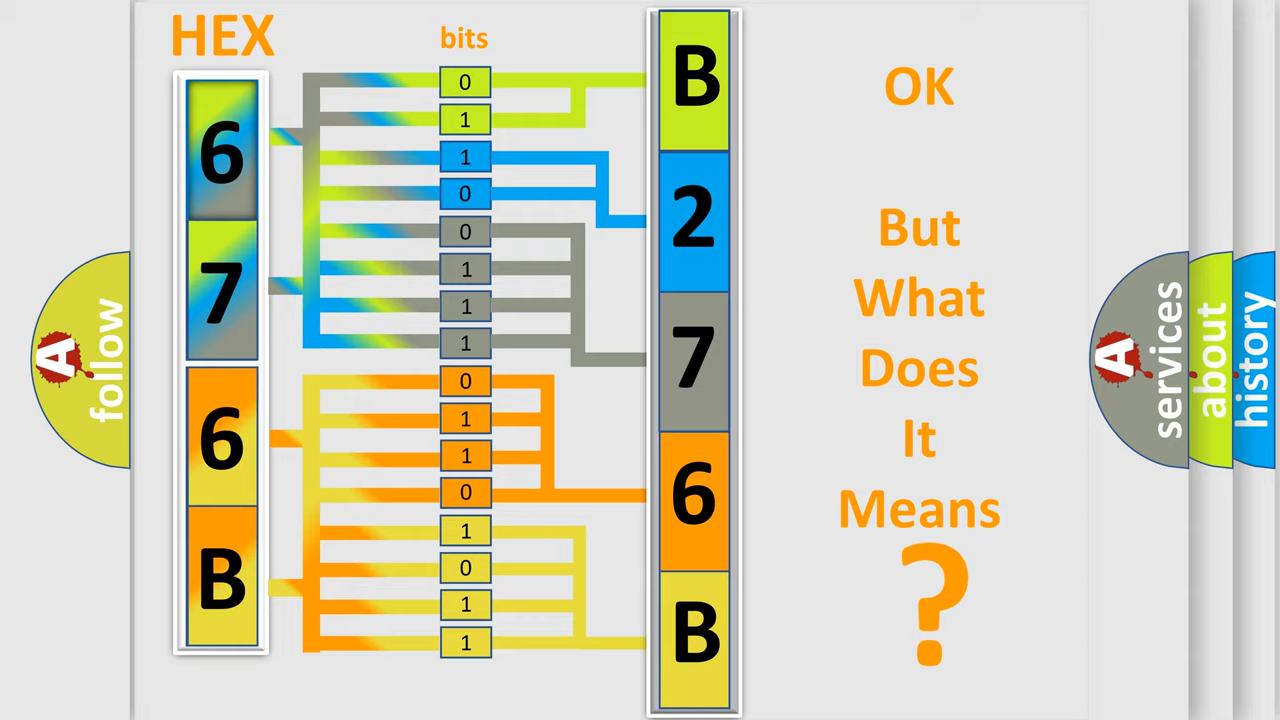 HEX
bits
6
7
6
B
0
1
1
0
0
1
1
1
0
1
1
0
1
0
1
1
B
2
7
6
B
OK
But
What
Does
It
Means
?
A
follow
A
services
about
history